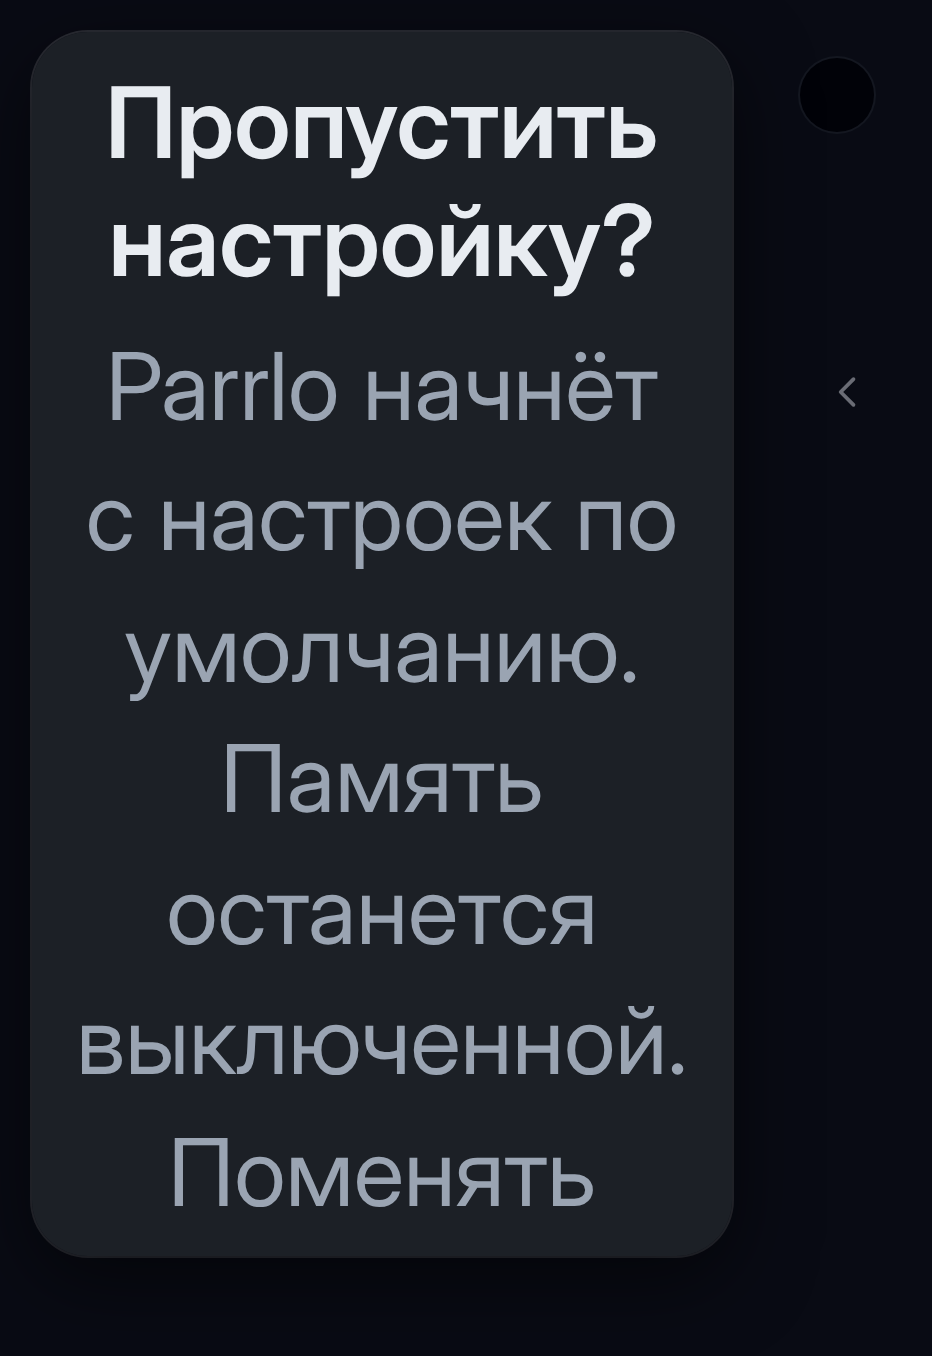 Пропустить
настройку?
Parrlo начнёт
с настроек по
умолчанию.
Память
останется
выключенной.
Поменять